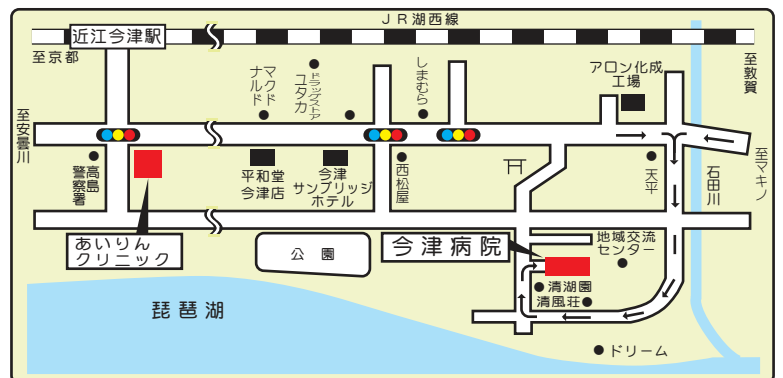 JR湖西線
近江今津駅
至京都
至敦賀
マクド
ナルド
ドラッグストア
ユタカ
しまむら
アロン化成
工場
至安曇川
至マキノ
高島
警察署
平和堂
今津店
今津
サンブリッジ
ホテル
西松屋
天平
石田川
あいりん
クリニック
公園
今津病院
地域交流
センター
清湖園
清風荘
琵琶湖
ドリーム